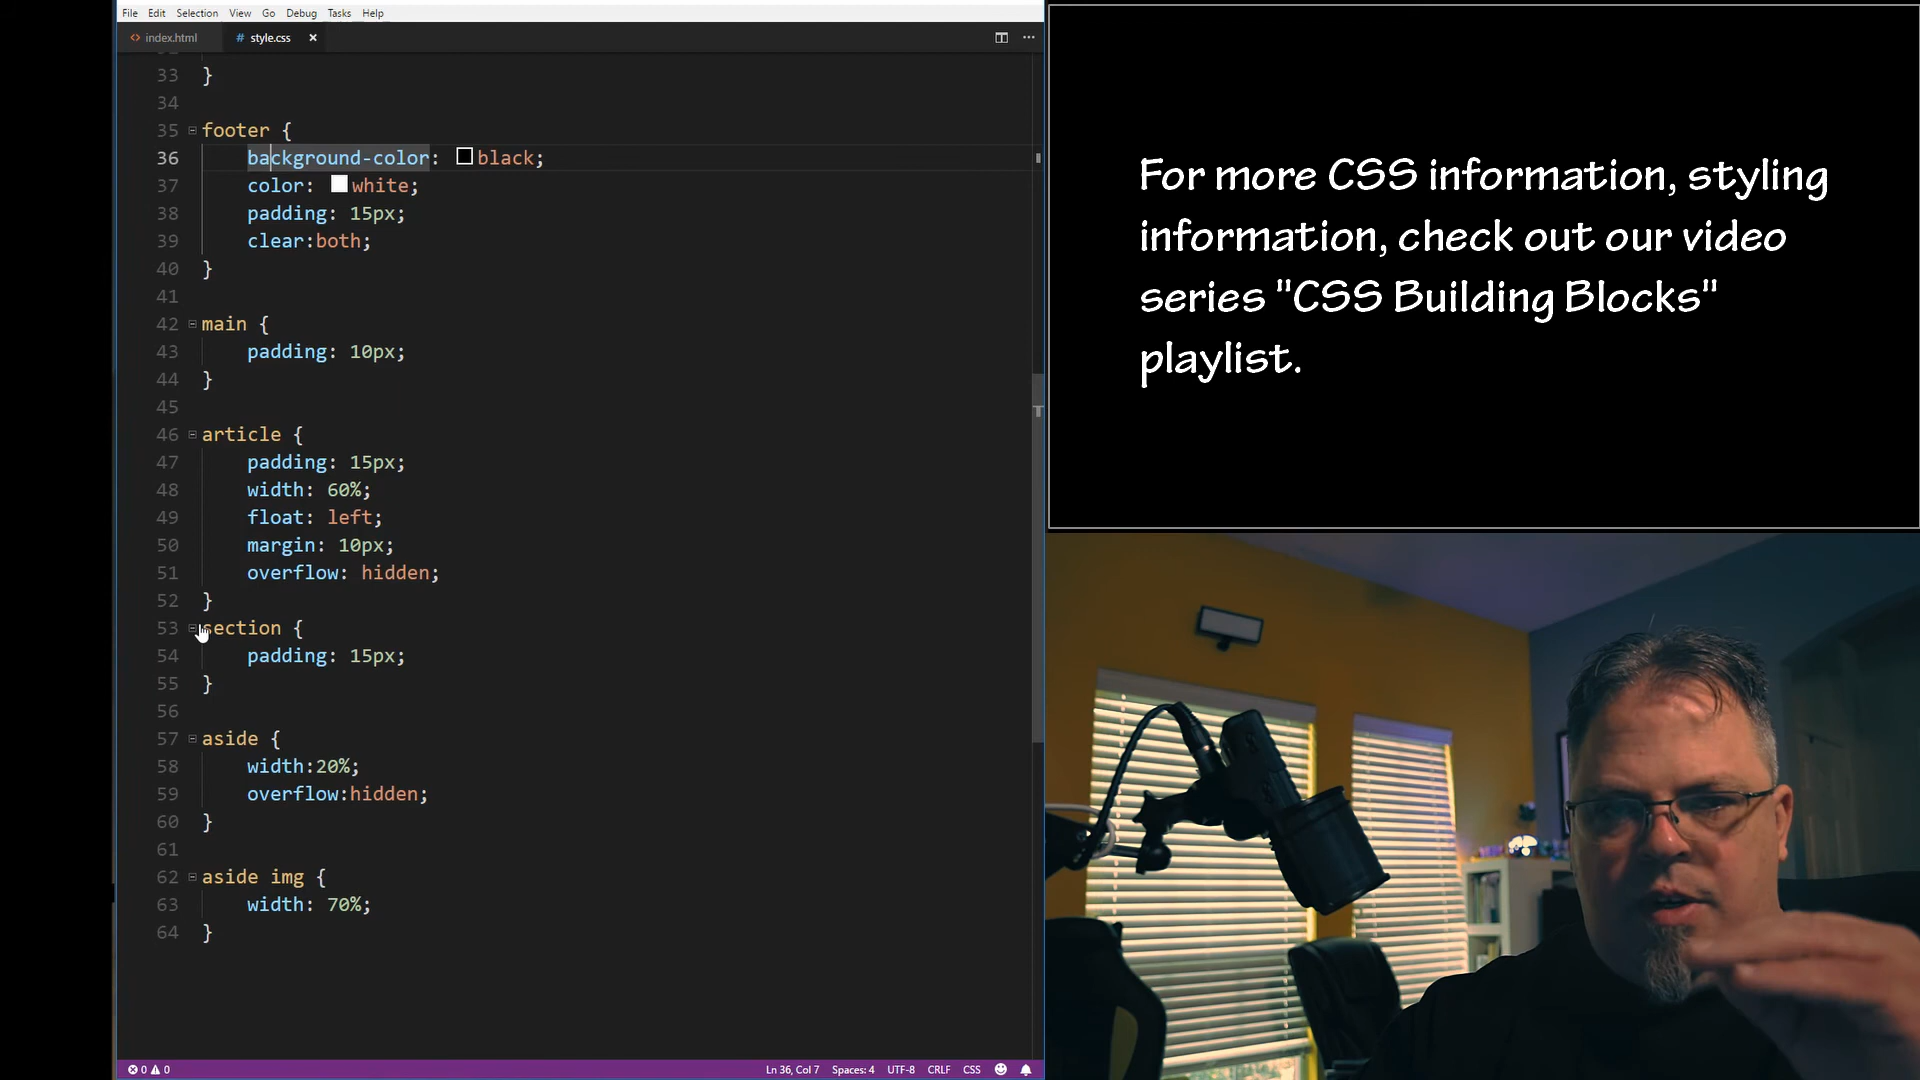 File Edit Selection View Go Debug Tasks Help
<> index.html # style.css ×
33 }
34
35 footer {
36 background-color: black;
37 color: white;
38 padding: 15px;
39 clear:both;
40 }
41
42 main {
43 padding: 10px;
44 }
45
46 article {
47 padding: 15px;
48 width: 60%;
49 float: left;
50 margin: 10px;
51 overflow: hidden;
52 }
53 section {
54 padding: 15px;
55 }
56
57 aside {
58 width:20%;
59 overflow:hidden;
60 }
61
62 aside img {
63 width: 70%;
64 }
0 0 Ln 36, Col 7 Spaces: 4 UTF-8 CRLF CSS
For more CSS information, styling
information, check out our video
series "CSS Building Blocks"
playlist.